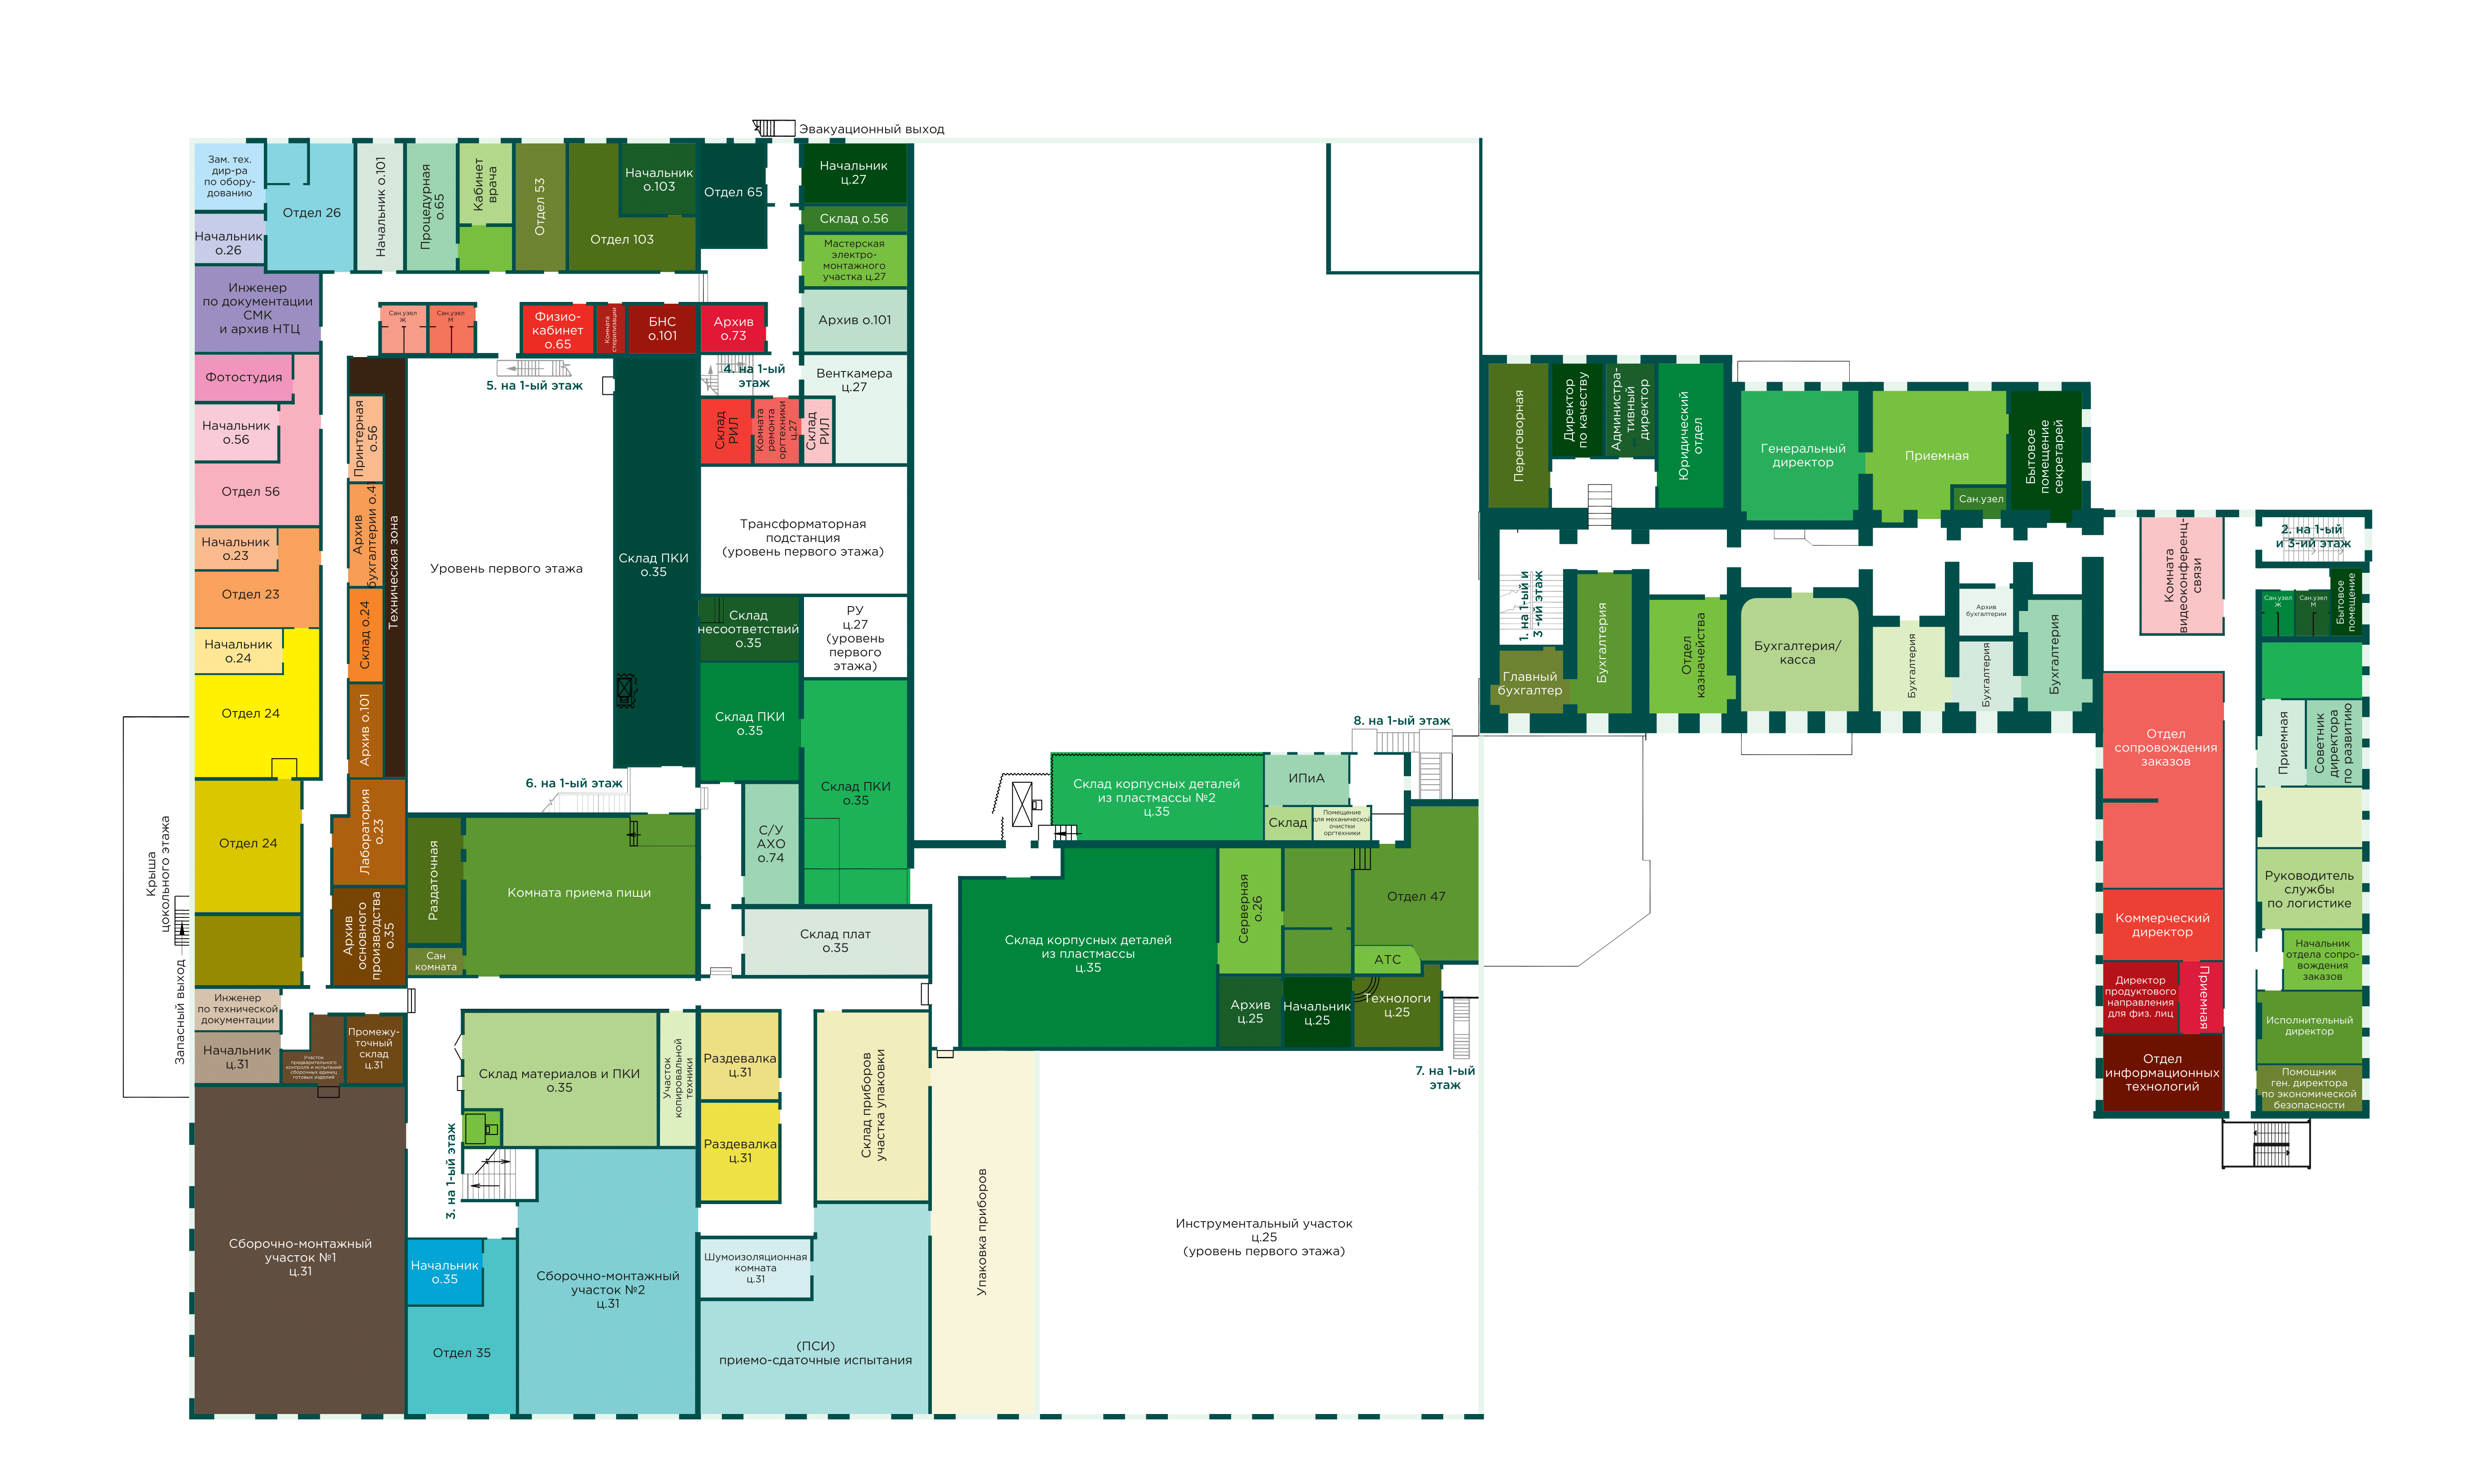 Эвакуационный выход
Зам. тех.
дир-ра
по обору-
дованию
Отдел 26
Начальник о.101
Процедурная
о.65
Кабинет
врача
Отдел 53
Начальник
о.103
Отдел 103
Отдел 65
Начальник
ц.27
Склад о.56
Мастерская
электро-
монтажного
участка ц.27
Архив о.101
Венткамера
ц.27
Начальник
о.26
Инженер
по документации
СМК
и архив НТЦ
Сан.узел
Ж
Сан.узел
М
Физио-
кабинет
о.65
Комната
стерилизации
БНС
о.101
Архив
о.73
5. на 1-ый этаж
4. на 1-ый
этаж
Склад
РИЛ
Комната
ремонта
оргтехники
ц.27
Склад
РИЛ
Фотостудия
Начальник
о.56
Отдел 56
Принтерная
о.56
Архив
бухгалтерии о.41
Техническая зона
Уровень первого этажа
Склад ПКИ
о.35
Трансформаторная
подстанция
(уровень первого этажа)
Начальник
о.23
Отдел 23
Склад о.24
Начальник
о.24
Отдел 24
Архив о.101
Склад
несоответствий
о.35
РУ
ц.27
(уровень
первого
этажа)
Склад ПКИ
о.35
Склад ПКИ
о.35
6. на 1-ый этаж
Крыша
цокольного этажа
Запасный выход
Отдел 24
Лаборатория
о.23
Архив
основного
производства
о.35
Раздаточная
Сан
комната
Комната приема пищи
С/У
АХО
о.74
Склад плат
о.35
Инженер
по технической
документации
Начальник
ц.31
Участок
предварительного
контроля и испытаний
сборочных единиц
готовых изделий
Промежу-
точный
склад
ц.31
Склад материалов и ПКИ
о.35
Участок
копировальной
техники
Раздевалка
ц.31
Раздевалка
ц.31
Склад приборов
участка упаковки
3. на 1-ый этаж
Сборочно-монтажный
участок №1
ц.31
Начальник
о.35
Отдел 35
Сборочно-монтажный
участок №2
ц.31
Шумоизоляционная
комната
ц.31
(ПСИ)
приемо-сдаточные испытания
Упаковка приборов
Инструментальный участок
ц.25
(уровень первого этажа)
8. на 1-ый этаж
Склад корпусных деталей
из пластмассы №2
ц.35
ИПиА
Склад
Помещение
для механической
очистки
оргтехники
Склад корпусных деталей
из пластмассы
ц.35
Серверная
о.26
Отдел 47
АТС
Архив
ц.25
Начальник
ц.25
Технологи
ц.25
7. на 1-ый
этаж
Переговорная
Директор
по качеству
Администра-
тивный
директор
Юридический
отдел
Генеральный
директор
Приемная
Сан.узел
Бытовое
помещение
секретарей
1. на 1-ый и
3 -ий этаж
Главный
бухгалтер
Бухгалтерия
Отдел
казначейства
Бухгалтерия/
касса
Бухгалтерия
Архив
бухгалтерии
Бухгалтерия
Бухгалтерия
Комната
видеоконференц-
связи
2. на 1-ый
и 3-ий этаж
Сан.узел
Ж
Сан.узел
М
Бытовое
помещение
Отдел
сопровождения
заказов
Приемная
Советник
директора
по развитию
Руководитель
службы
по логистике
Коммерческий
директор
Начальник
отдела сопро-
вождения
заказов
Директор
продуктового
направления
для физ. лиц
Приемная
Исполнительный
директор
Отдел
информационных
технологий
Помощник
ген. директора
по экономической
безопасности